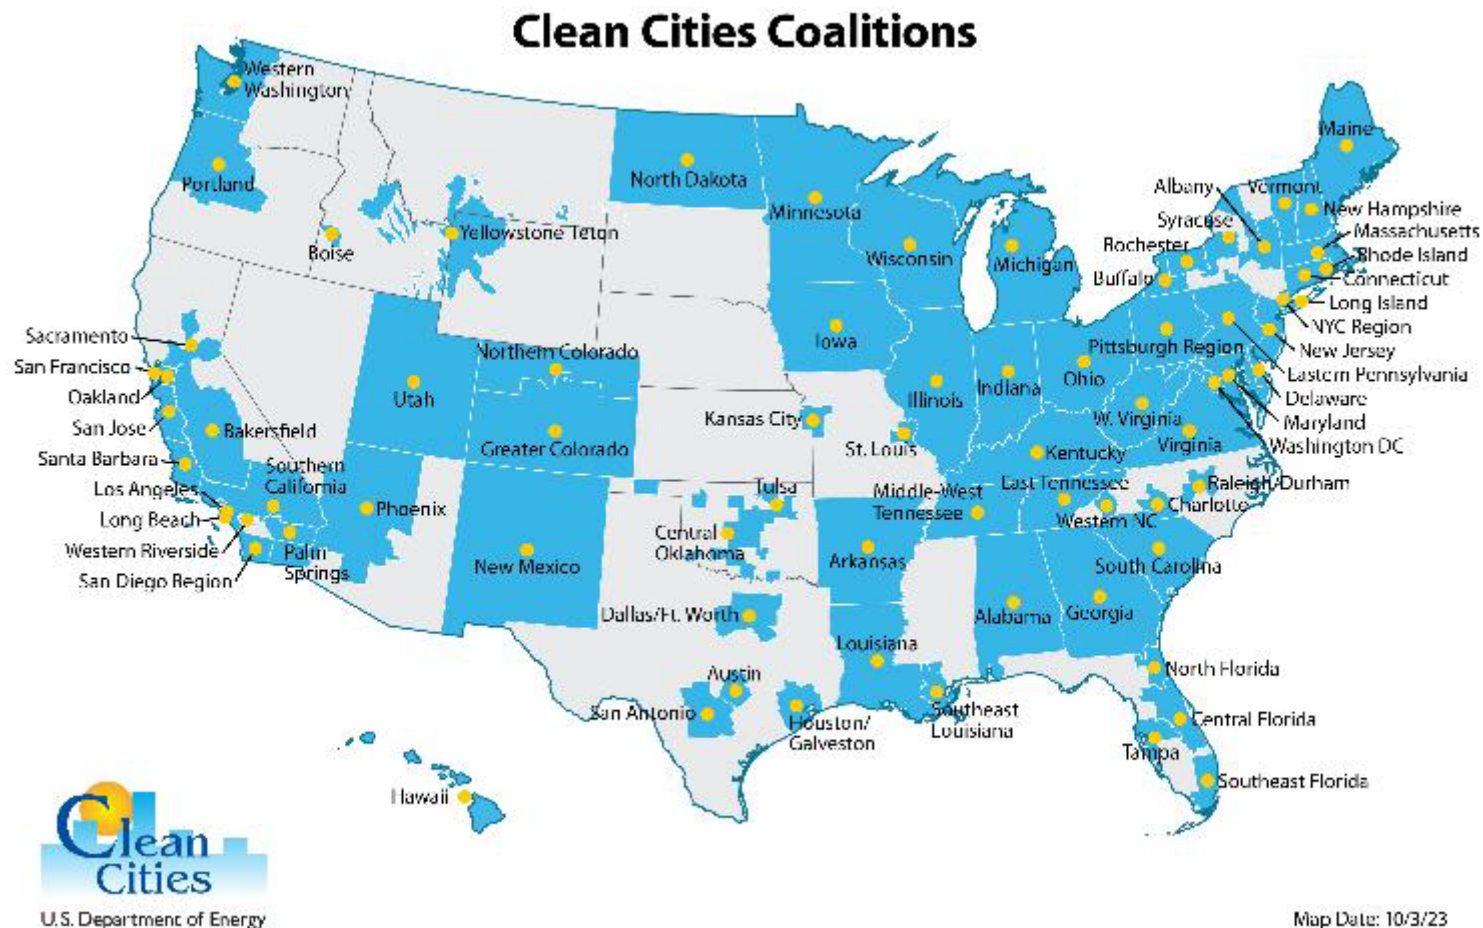 Clean Cities Coalitions
Western
Washington
Portland
Boise
Yellowstone Teton
North Dakota
Minnesota
Wisconsin
Michigan
Iowa
Illinois
Indiana
Ohio
Maine
Albany
Vermont
Syracuse
New Hampshire
Massachusetts
Rochester
Rhode Island
Buffalo
Connecticut
Long Island
NYC Region
Pittsburgh Region
New Jersey
Eastern Pennsylvania
Delaware
Maryland
Washington DC
W. Virginia
Virginia
Kentucky
Sacramento
San Francisco
Oakland
San Jose
Bakersfield
Santa Barbara
Southern
California
Los Angeles
Long Beach
Western Riverside
San Diego Region
Palm
Springs
Phoenix
Utah
Northern Colorado
Greater Colorado
New Mexico
Kansas City
St. Louis
Tulsa
Central
Oklahoma
Middle-West
Tennessee
East Tennessee
Western NC
Raleigh/Durham
Charlotte
South Carolina
Arkansas
Alabama
Georgia
Dallas/Ft. Worth
Louisiana
Austin
San Antonio
Houston/
Galveston
Southeast
Louisiana
North Florida
Central Florida
Tampa
Southeast Florida
Hawaii
Clean
Cities
U.S. Department of Energy
Map Date: 10/3/23